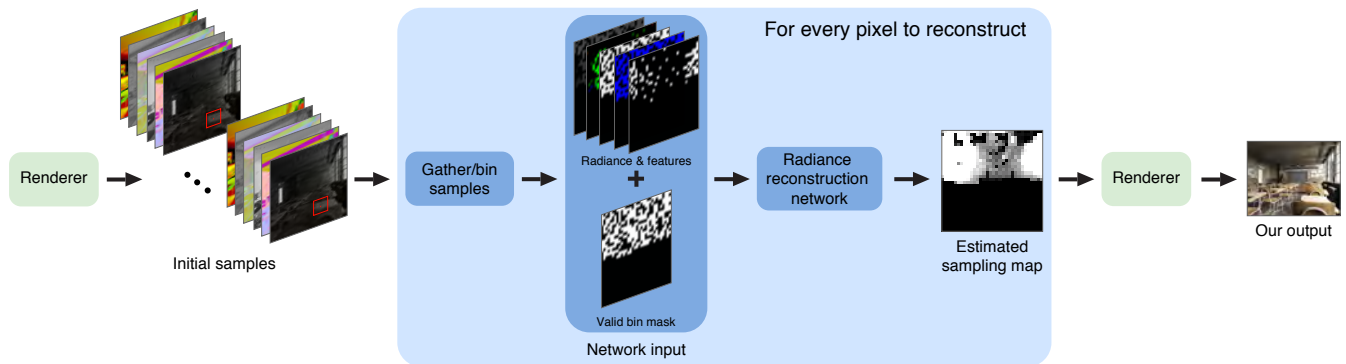 For every pixel to reconstruct
Renderer
Initial samples
Gather/bin
samples
Radiance & features
+
Valid bin mask
Network input
Radiance
reconstruction
network
Estimated
sampling map
Renderer
Our output